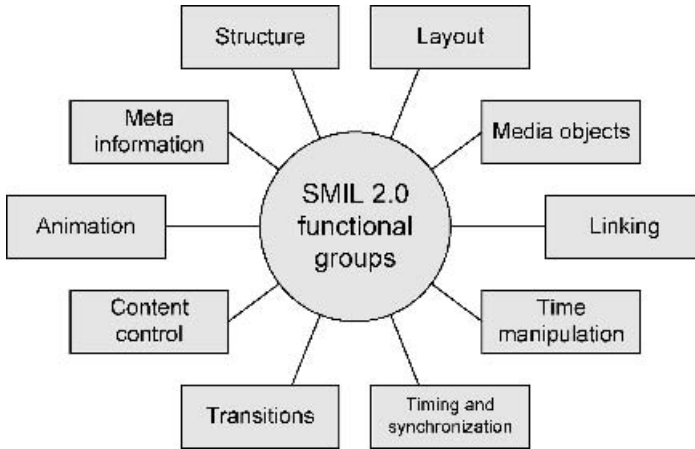 Structure
Layout
Meta
information
Media objects
SMIL 2.0
functional
groups
Animation
Linking
Content
control
Time
manipulation
Transitions
Timing and
synchronization